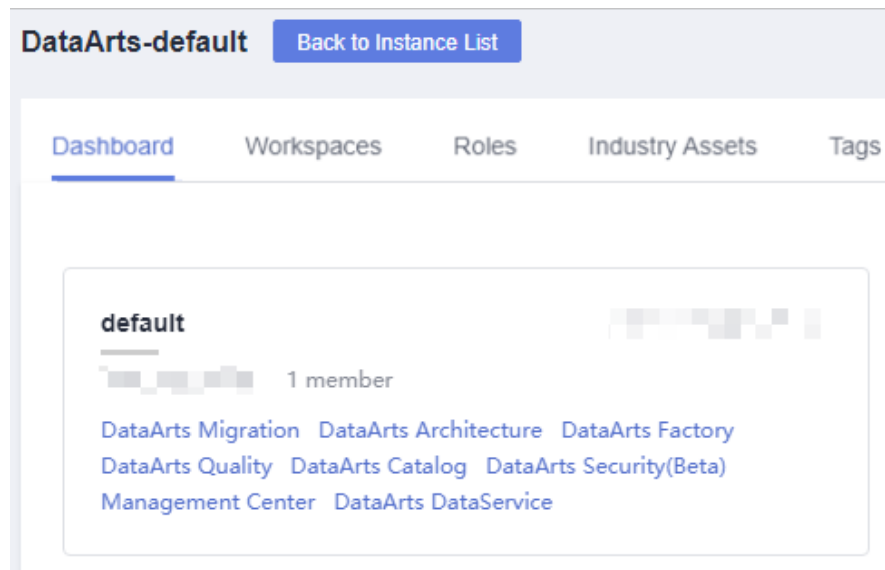 DataArts-default Back to Instance List
Dashboard Workspaces Roles Industry Assets Tags
default
1 member
DataArts Migration DataArts Architecture DataArts Factory
DataArts Quality DataArts Catalog DataArts Security(Beta)
Management Center DataArts DataService